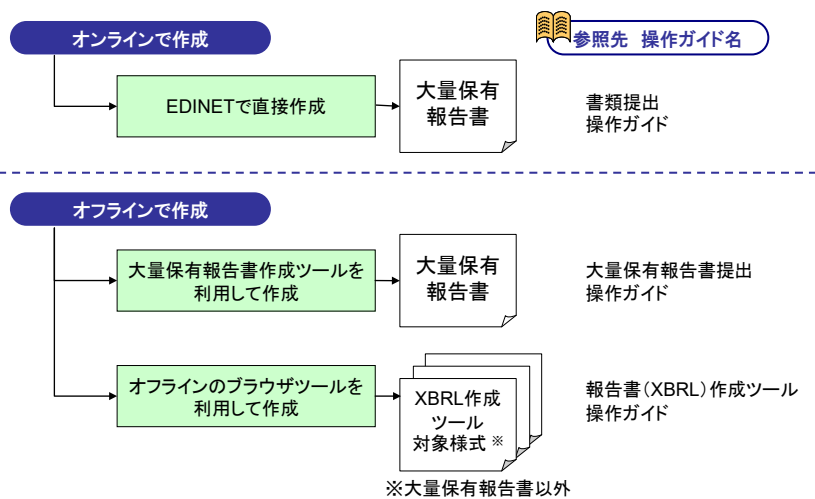 オンラインで作成
参照先 操作ガイド名
EDINETで直接作成
大量保有
報告書
書類提出
操作ガイド
オフラインで作成
大量保有報告書作成ツールを
利用して作成
大量保有
報告書
大量保有報告書提出
操作ガイド
オフラインのブラウザツールを
利用して作成
XBRL作成
ツール
対象様式 ※
報告書（XBRL）作成ツール
操作ガイド
※大量保有報告書以外